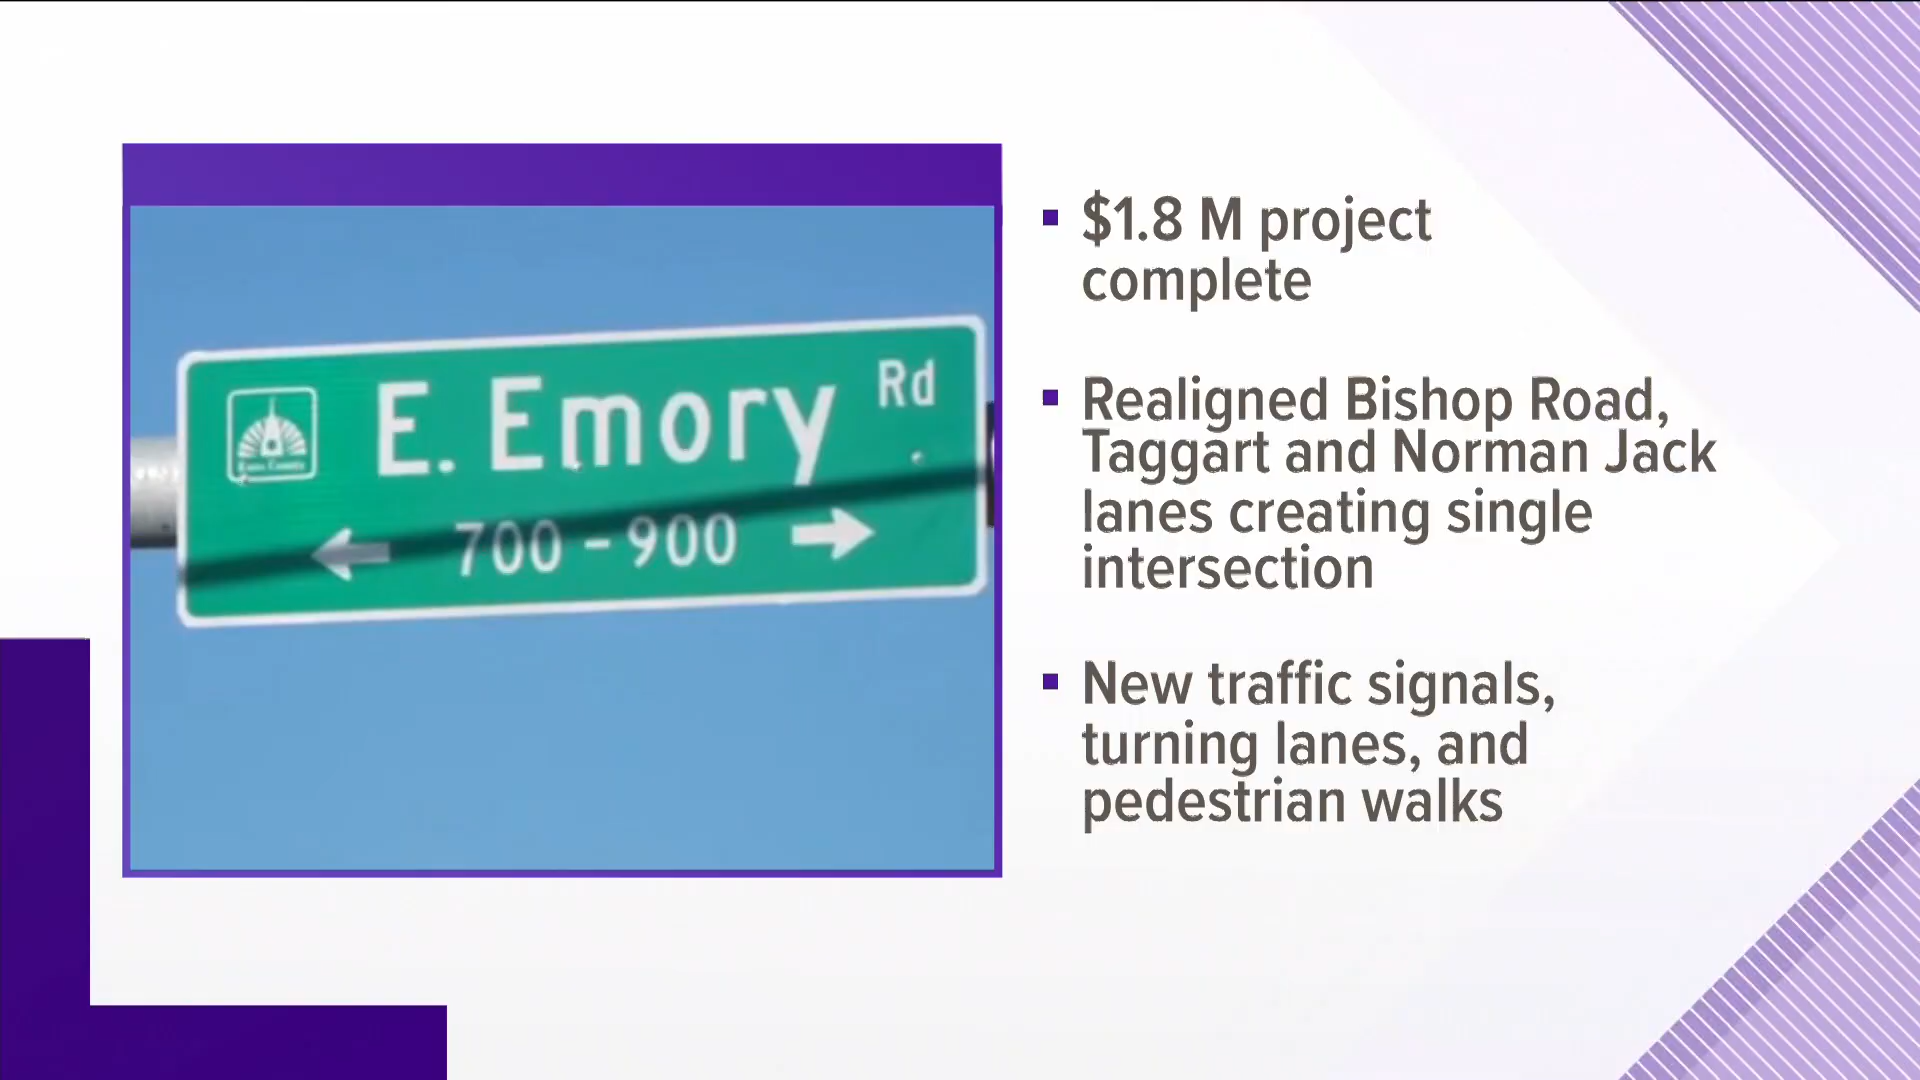 E. Emory Rd
700 - 900
$1.8 M project
complete
Realigned Bishop Road,
Taggart and Norman Jack
lanes creating single
intersection
New traffic signals,
turning lanes, and
pedestrian walks